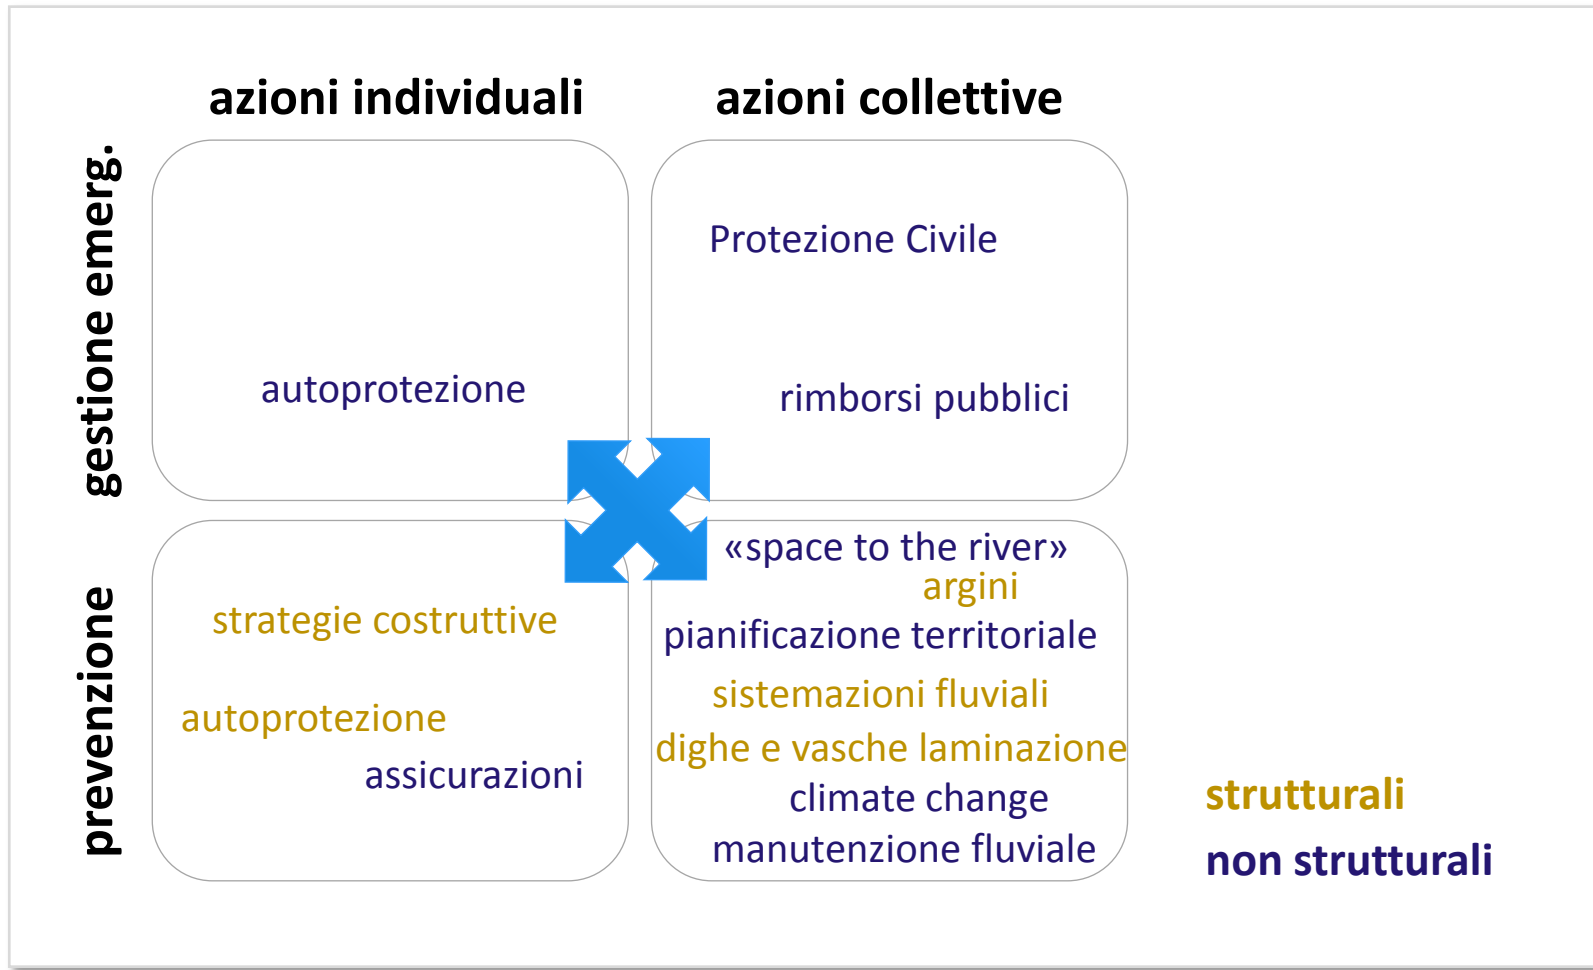 azioni individuali
azioni collettive
gestione emerg.
Protezione Civile
autoprotezione
rimborsi pubblici
prevenzione
strategie costruttive
autoprotezione
assicurazioni
«space to the river»
argini
pianificazione territoriale
sistemazioni fluviali
dighe e vasche laminazione
climate change
manutenzione fluviale
strutturali
non strutturali